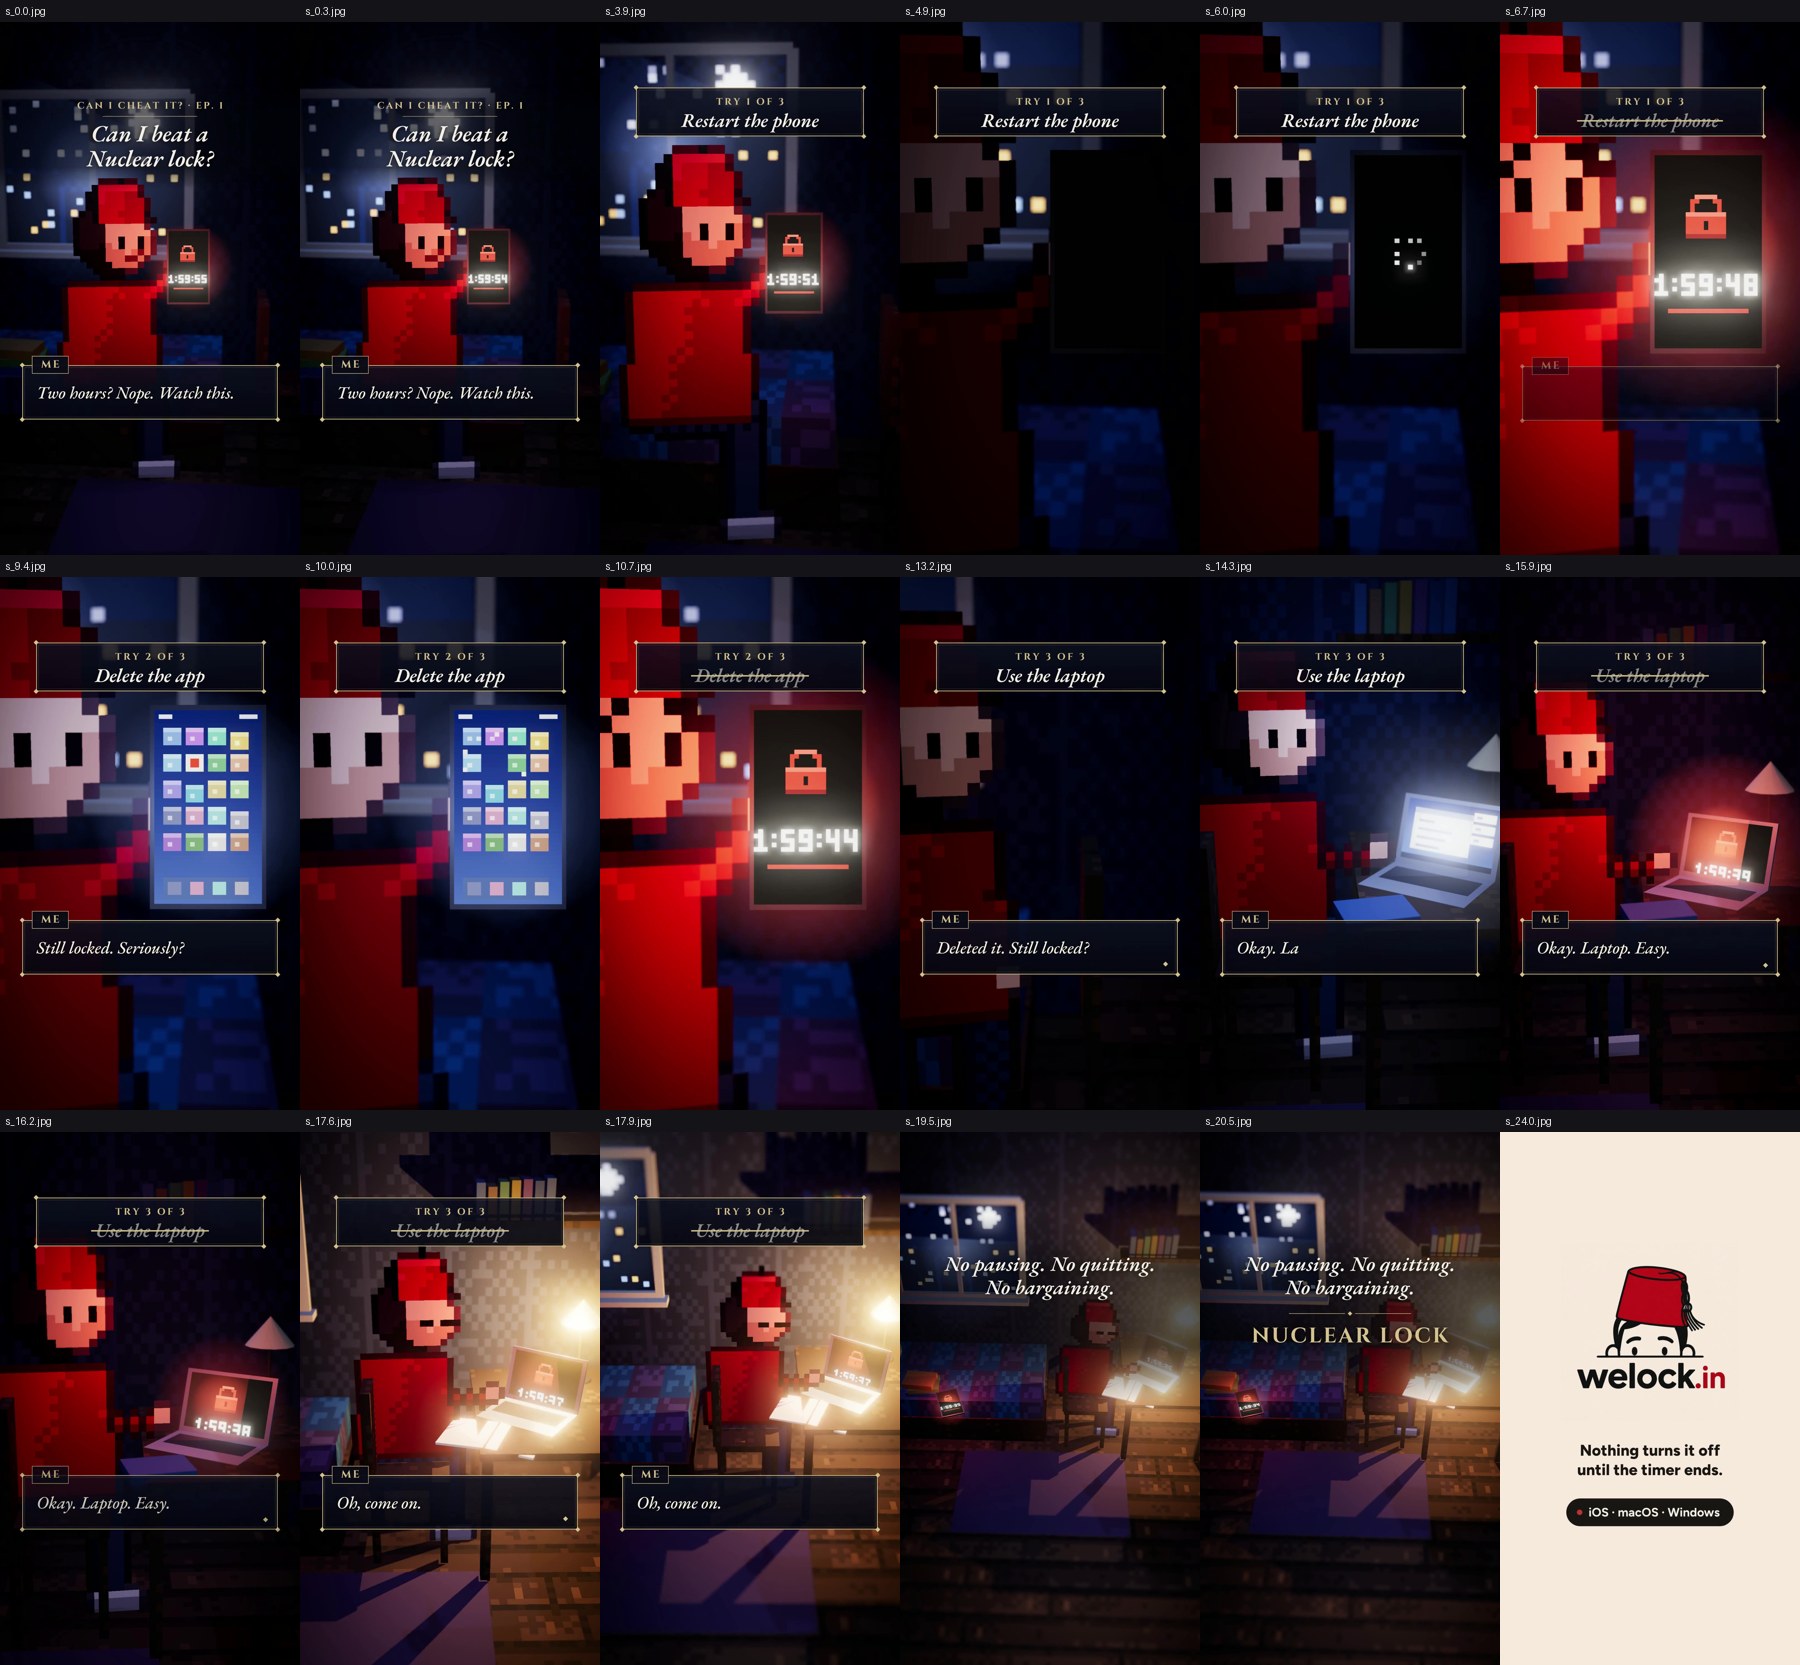 s_0.0.jpg
CAN I CHEAT IT? · EP. 1
Can I beat a
Nuclear lock?
1:59:55
ME
Two hours? Nope. Watch this.
s_0.3.jpg
CAN I CHEAT IT? · EP. 1
Can I beat a
Nuclear lock?
1:59:54
ME
Two hours? Nope. Watch this.
s_3.9.jpg
TRY 1 OF 3
Restart the phone
1:59:51
s_4.9.jpg
TRY 1 OF 3
Restart the phone
s_6.0.jpg
TRY 1 OF 3
Restart the phone
s_6.7.jpg
TRY 1 OF 3
Restart the phone
1:59:48
ME
s_9.4.jpg
TRY 2 OF 3
Delete the app
ME
Still locked. Seriously?
s_10.0.jpg
TRY 2 OF 3
Delete the app
s_10.7.jpg
TRY 2 OF 3
Delete the app
1:59:44
s_13.2.jpg
TRY 3 OF 3
Use the laptop
ME
Deleted it. Still locked?
s_14.3.jpg
TRY 3 OF 3
Use the laptop
ME
Okay. La
s_15.9.jpg
TRY 3 OF 3
Use the laptop
1:59:39
ME
Okay. Laptop. Easy.
s_16.2.jpg
TRY 3 OF 3
Use the laptop
1:59:38
ME
Okay. Laptop. Easy.
s_17.6.jpg
TRY 3 OF 3
Use the laptop
1:59:37
ME
Oh, come on.
s_17.9.jpg
TRY 3 OF 3
Use the laptop
1:59:37
ME
Oh, come on.
s_19.5.jpg
No pausing. No quitting.
No bargaining.
s_20.5.jpg
No pausing. No quitting.
No bargaining.
NUCLEAR LOCK
s_24.0.jpg
welock.in
Nothing turns it off
until the timer ends.
iOS · macOS · Windows